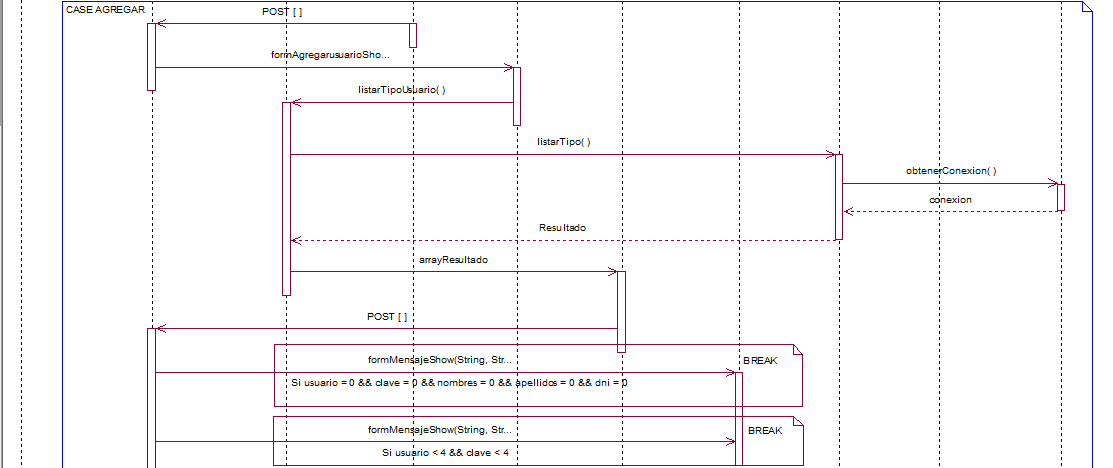 CASE AGREGAR
POST [ ]
formAgregarusuarioSho...
listarTipoUsuario( )
listarTipo( )
obtenerConexion( )
conexion
Resultado
arrayResultado
POST [ ]
formMensajeShow(String, Str...
BREAK
Si usuario = 0 && clave = 0 && nombres = 0 && apellidos = 0 && dni = 0
formMensajeShow(String, Str...
BREAK
Si usuario < 4 && clave < 4